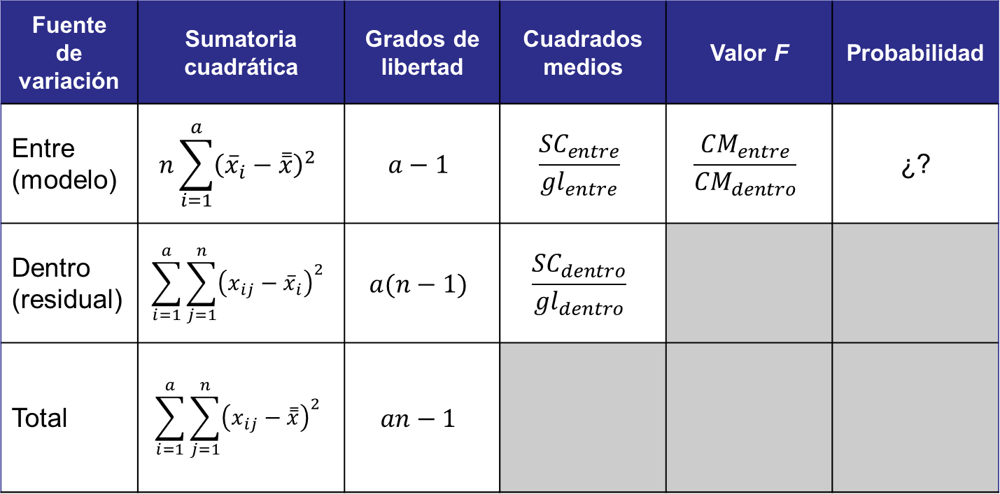 Fuente de variación
Sumatoria cuadrática
Grados de libertad
Cuadrados medios
Valor F
Probabilidad
Entre (modelo)
n \sum_{i=1}^{a} (\bar{x}_i - \bar{\bar{x}})^2
a − 1
\frac{SC_{entre}}{gl_{entre}}
\frac{CM_{entre}}{CM_{dentro}}
¿?
Dentro (residual)
\sum_{i=1}^{a} \sum_{j=1}^{n} (x_{ij} - \bar{x}_i)^2
a(n − 1)
\frac{SC_{dentro}}{gl_{dentro}}
Total
\sum_{i=1}^{a} \sum_{j=1}^{n} (x_{ij} - \bar{\bar{x}})^2
an − 1